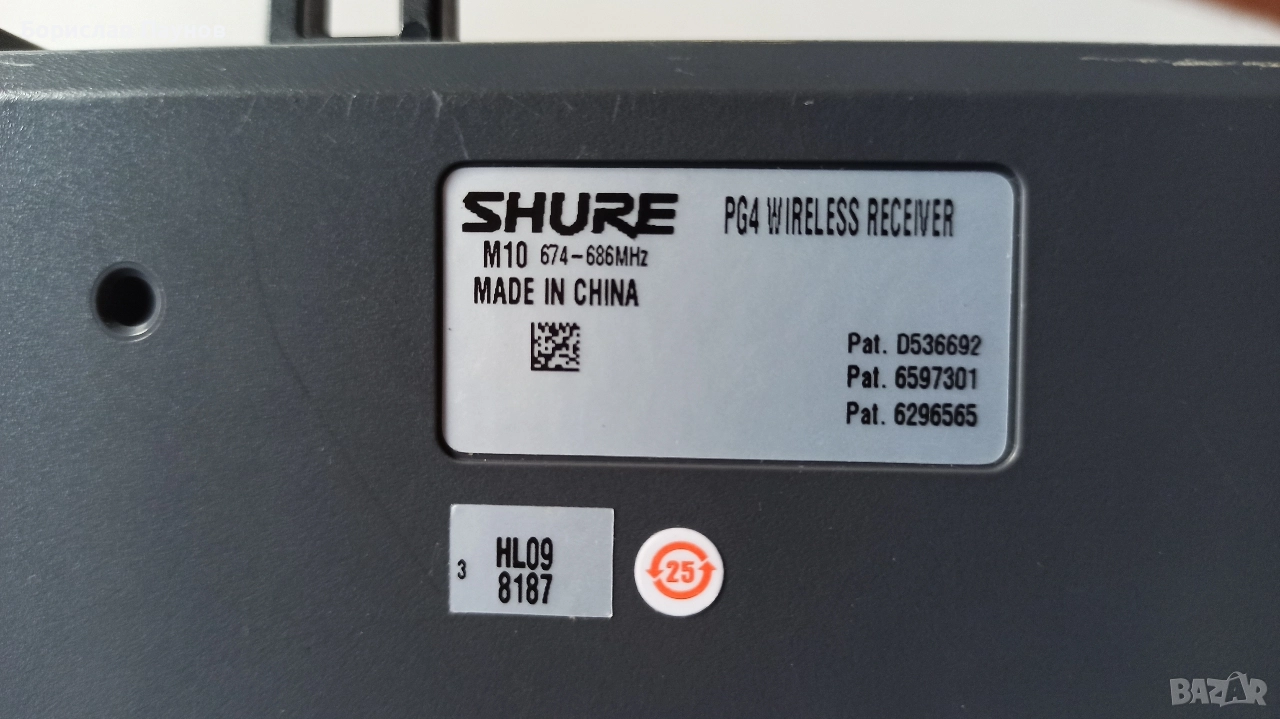 SHURE
PG4 WIRELESS RECEIVER
M10 674-686MHz
MADE IN CHINA
Pat. D536692
Pat. 6597301
Pat. 6296565
3
HL09
8187
25
BAZAR